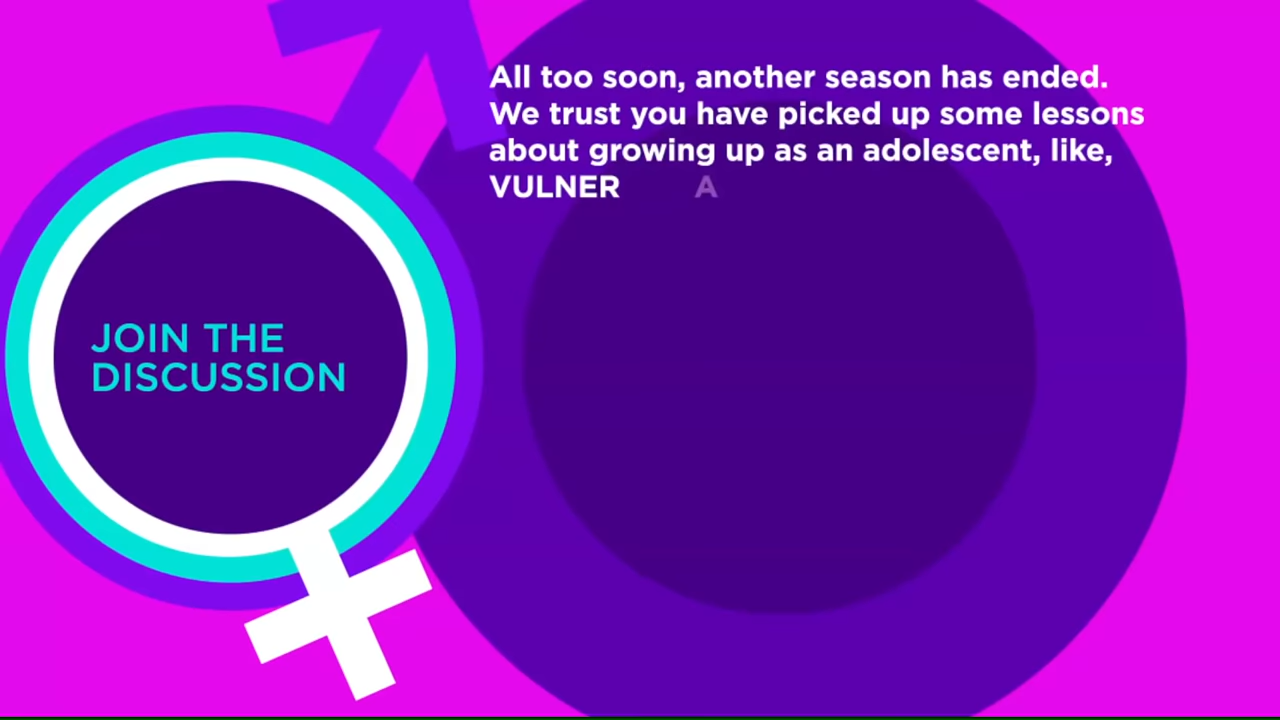 All too soon, another season has ended.
We trust you have picked up some lessons
about growing up as an adolescent, like,
VULNER A
JOIN THE
DISCUSSION